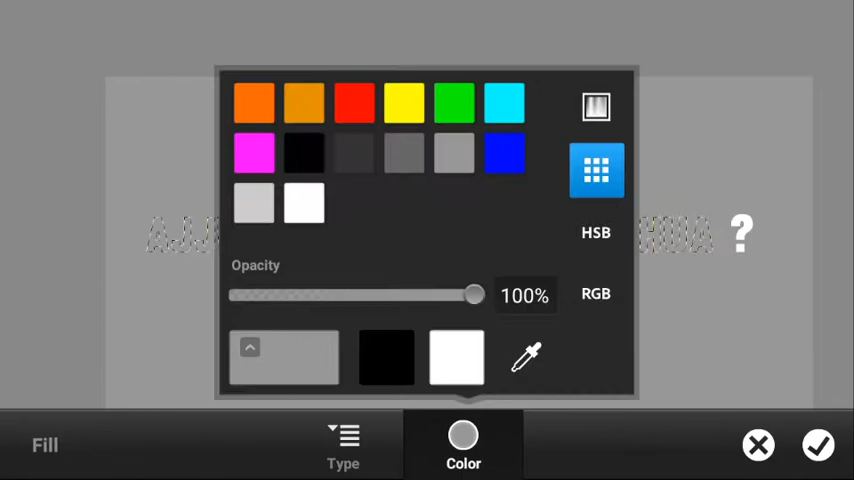 HSB
?
Opacity
100%
RGB
Fill
Type
Color